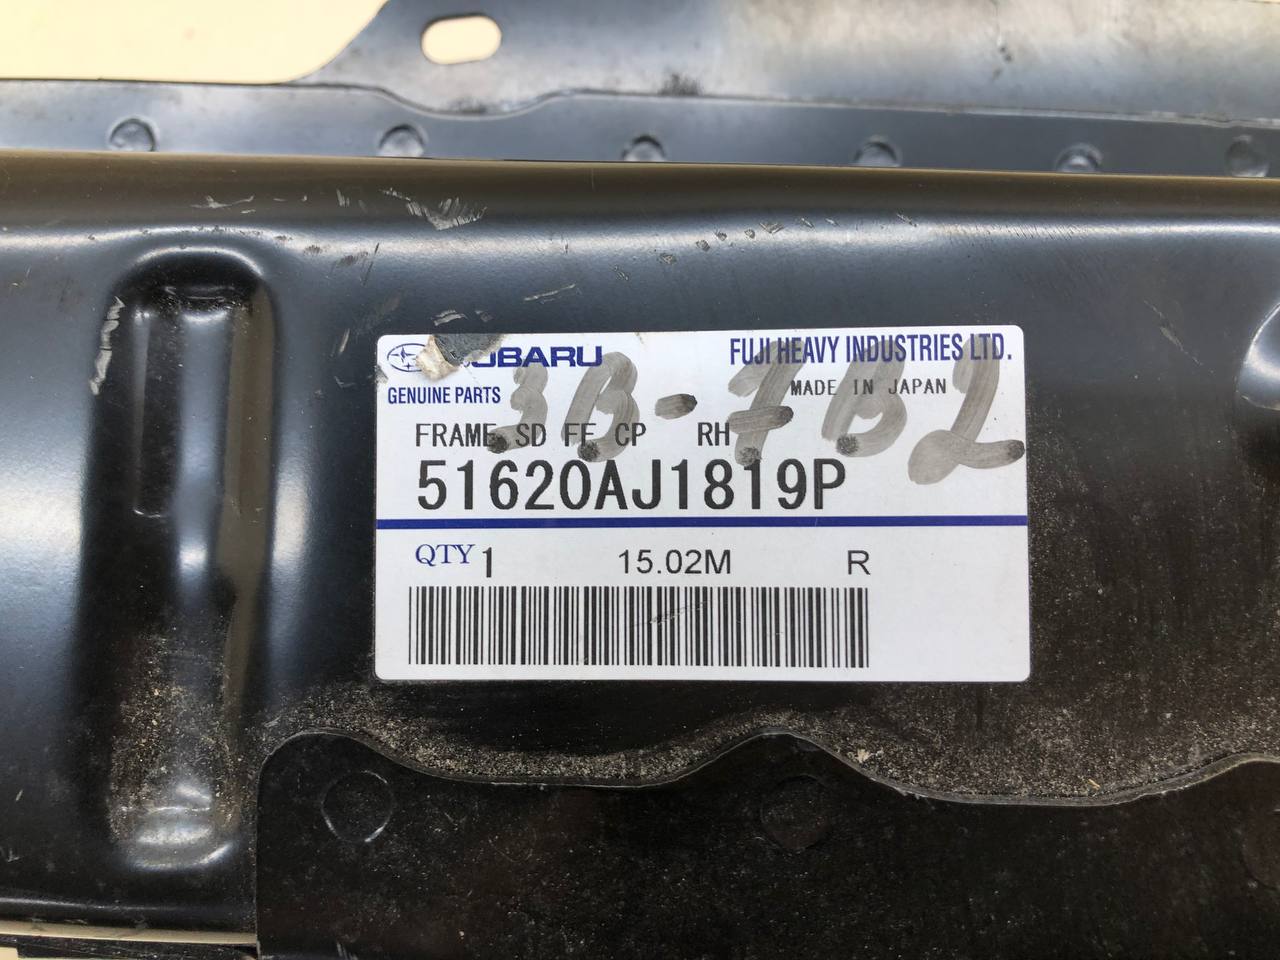 SUBARU
FUJI HEAVY INDUSTRIES LTD.
GENUINE PARTS
MADE IN JAPAN
3B-7B2
FRAME SD FF CP RH
51620AJ1819P
QTY 1 15.02M R